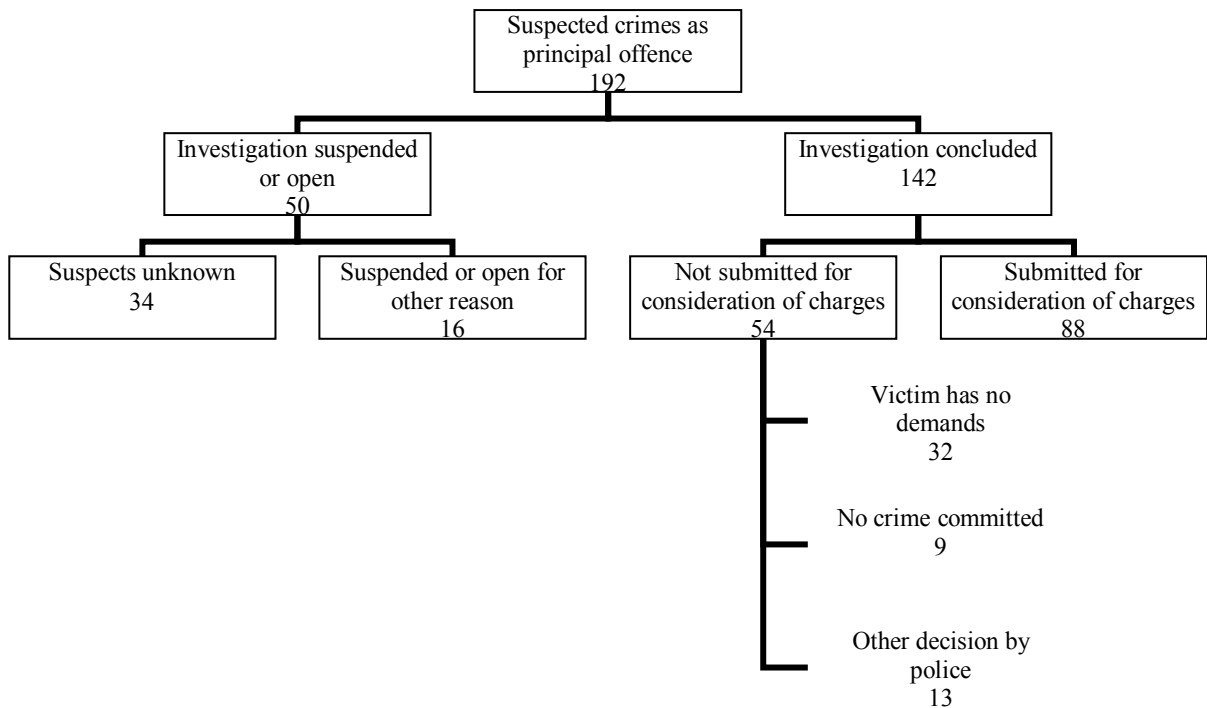 Suspected crimes as
principal offence
192
Investigation suspended
or open
50
Investigation concluded
142
Suspects unknown
34
Suspended or open for
other reason
16
Not submitted for
consideration of charges
54
Submitted for
consideration of charges
88
Victim has no
demands
32
No crime committed
9
Other decision by
police
13